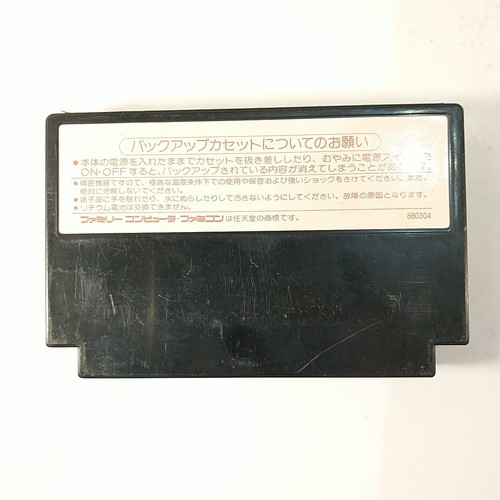 バックアップカセットについてのお願い
●本体の電源を入れたままでカセットを抜き差ししたり、むやみに電源スイ
ON・OFFすると、バックアップされている内容が消えてしまうことが
●精密機器ですので、極端な温度条件下での使用や保管および強いショックをさけてください。また、
絶対に分解しないでください。
●端子部に手を触れたり、水にぬらしたりして汚さないようにしてください。故障の原因となります。
●リチウム電池は交換できません。
ファミリー コンピュータ・ファミコンは任天堂の商標です。 880304